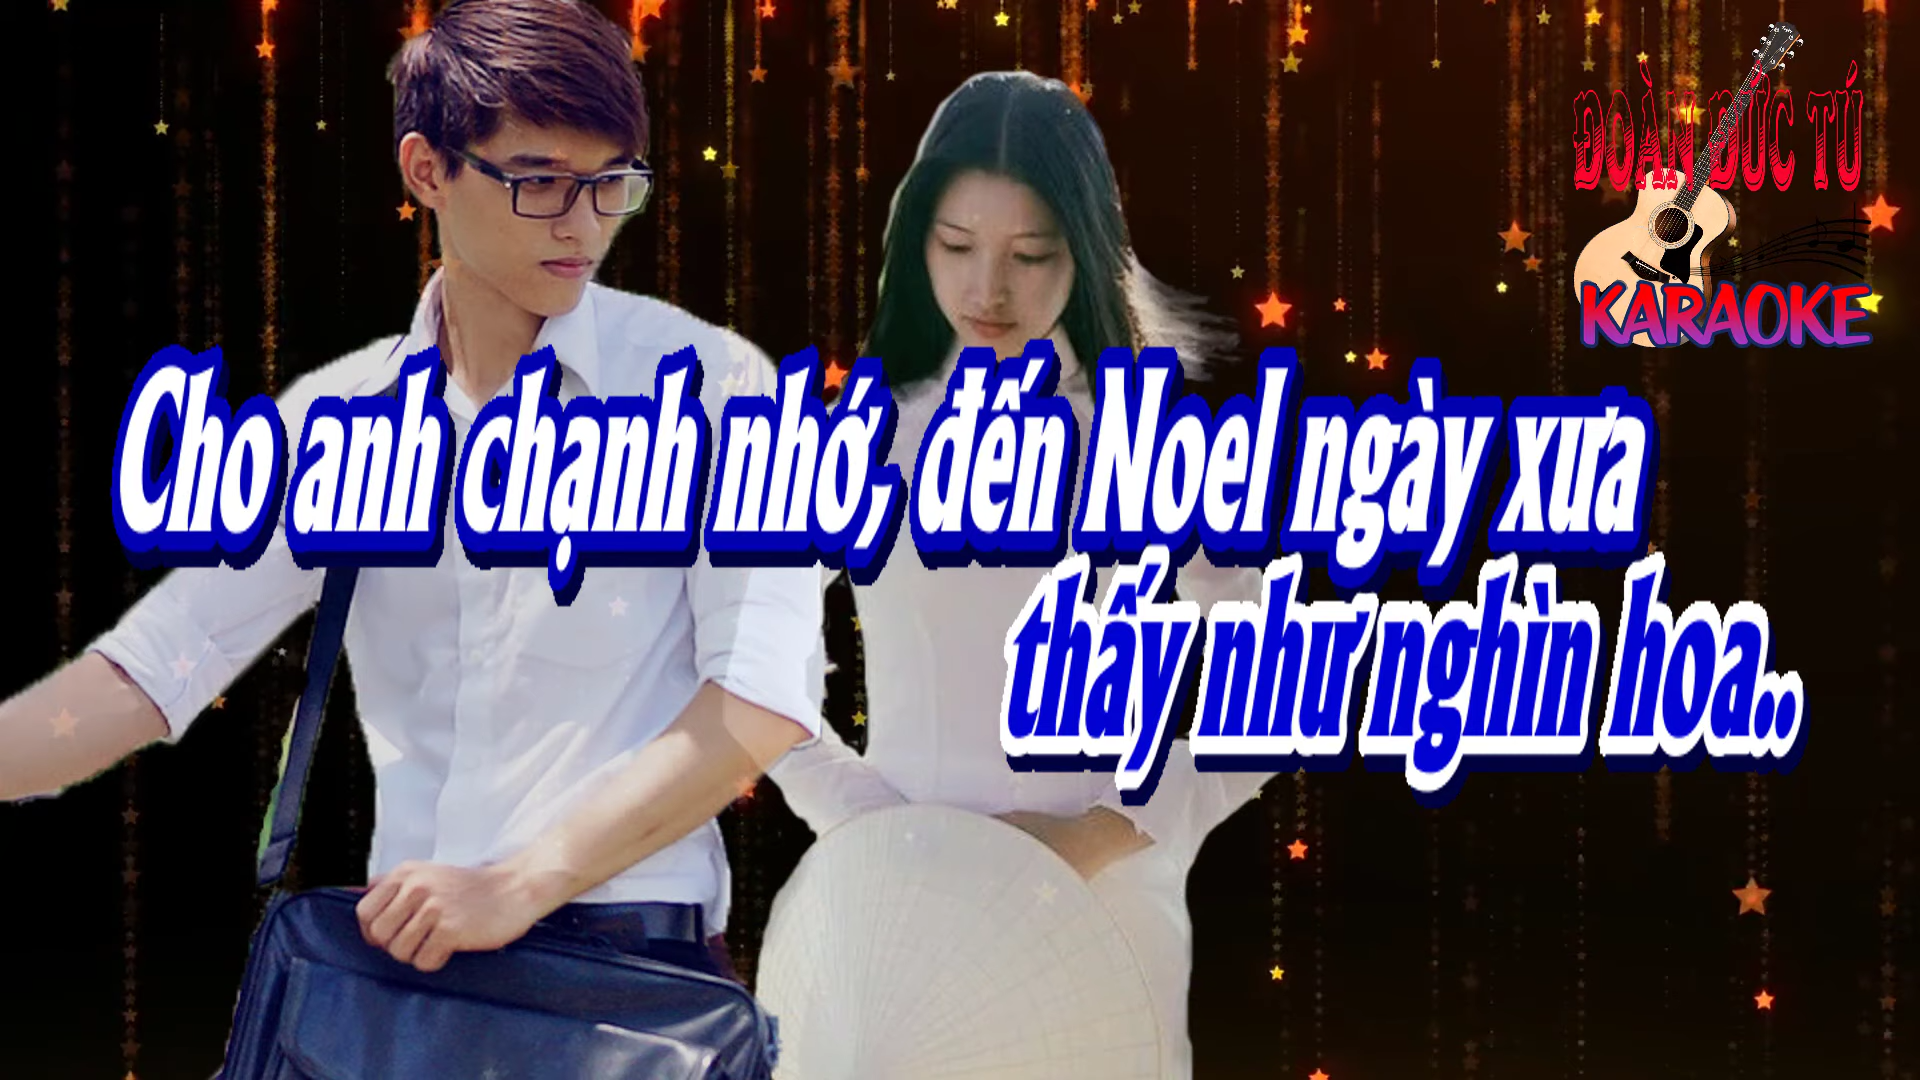 ĐOÀN ĐỨC TÚ
KARAOKE
Cho anh chạnh nhớ, đến Noel ngày xưa
thấy như nghìn hoa..